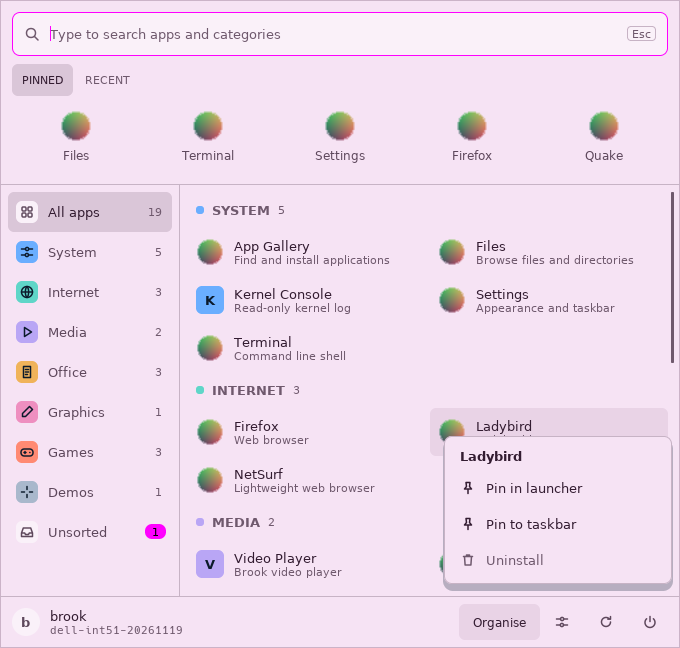 Type to search apps and categories
Esc
PINNED
RECENT
Files
Terminal
Settings
Firefox
Quake
All apps 19
System 5
Internet 3
Media 2
Office 3
Graphics 1
Games 3
Demos 1
Unsorted 1
SYSTEM 5
App Gallery
Find and install applications
Files
Browse files and directories
K
Kernel Console
Read-only kernel log
Settings
Appearance and taskbar
Terminal
Command line shell
INTERNET 3
Firefox
Web browser
Ladybird
NetSurf
Lightweight web browser
MEDIA 2
V
Video Player
Brook video player
Ladybird
Pin in launcher
Pin to taskbar
Uninstall
b
brook
dell-int51-20261119
Organise